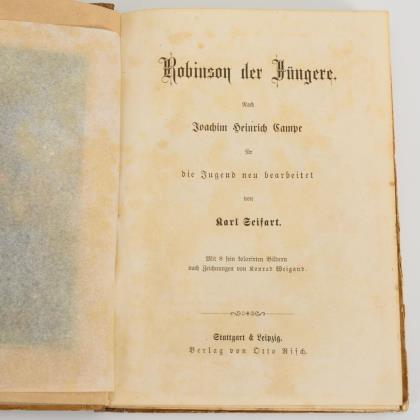 Robinson der Jüngere.
Nach
Joachim Heinrich Campe
für
die Jugend neu bearbeitet
von
Karl Seifart.
Mit 8 fein kolorirten Bildern
nach Zeichnungen von Konrad Weigand.
Stuttgart & Leipzig.
Verlag von Otto Risch.